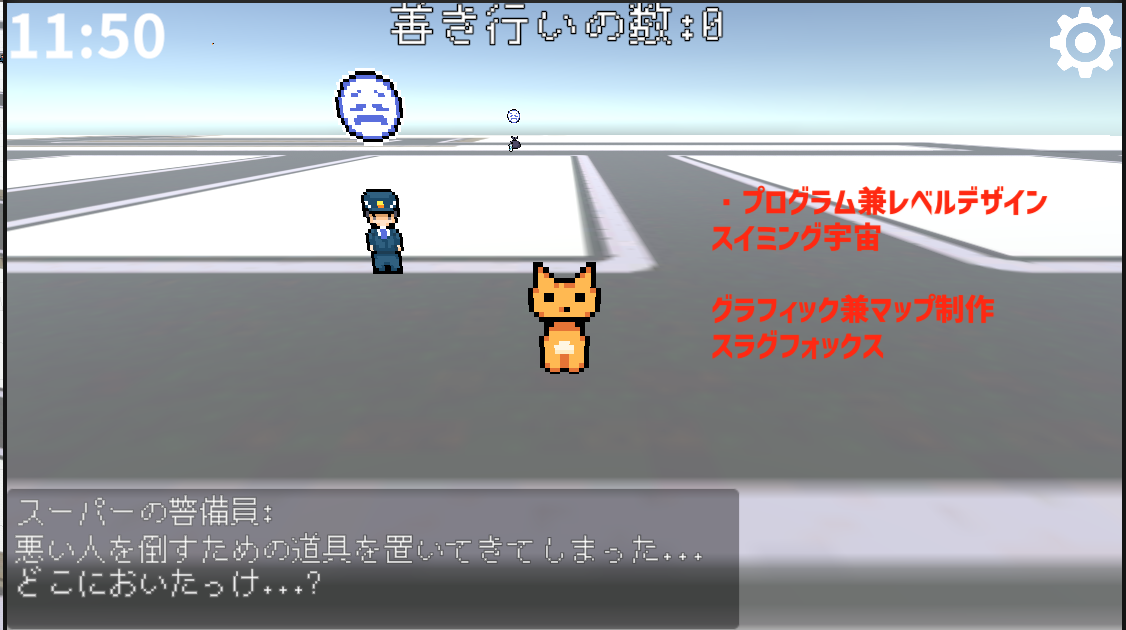 11:50
善き行いの数:0
・プログラム兼レベルデザイン
スイミング宇宙
グラフィック兼マップ制作
スラグフォックス
スーパーの警備員:
悪い人を倒すための道具を置いてきてしまった...
どこにおいたっけ...?